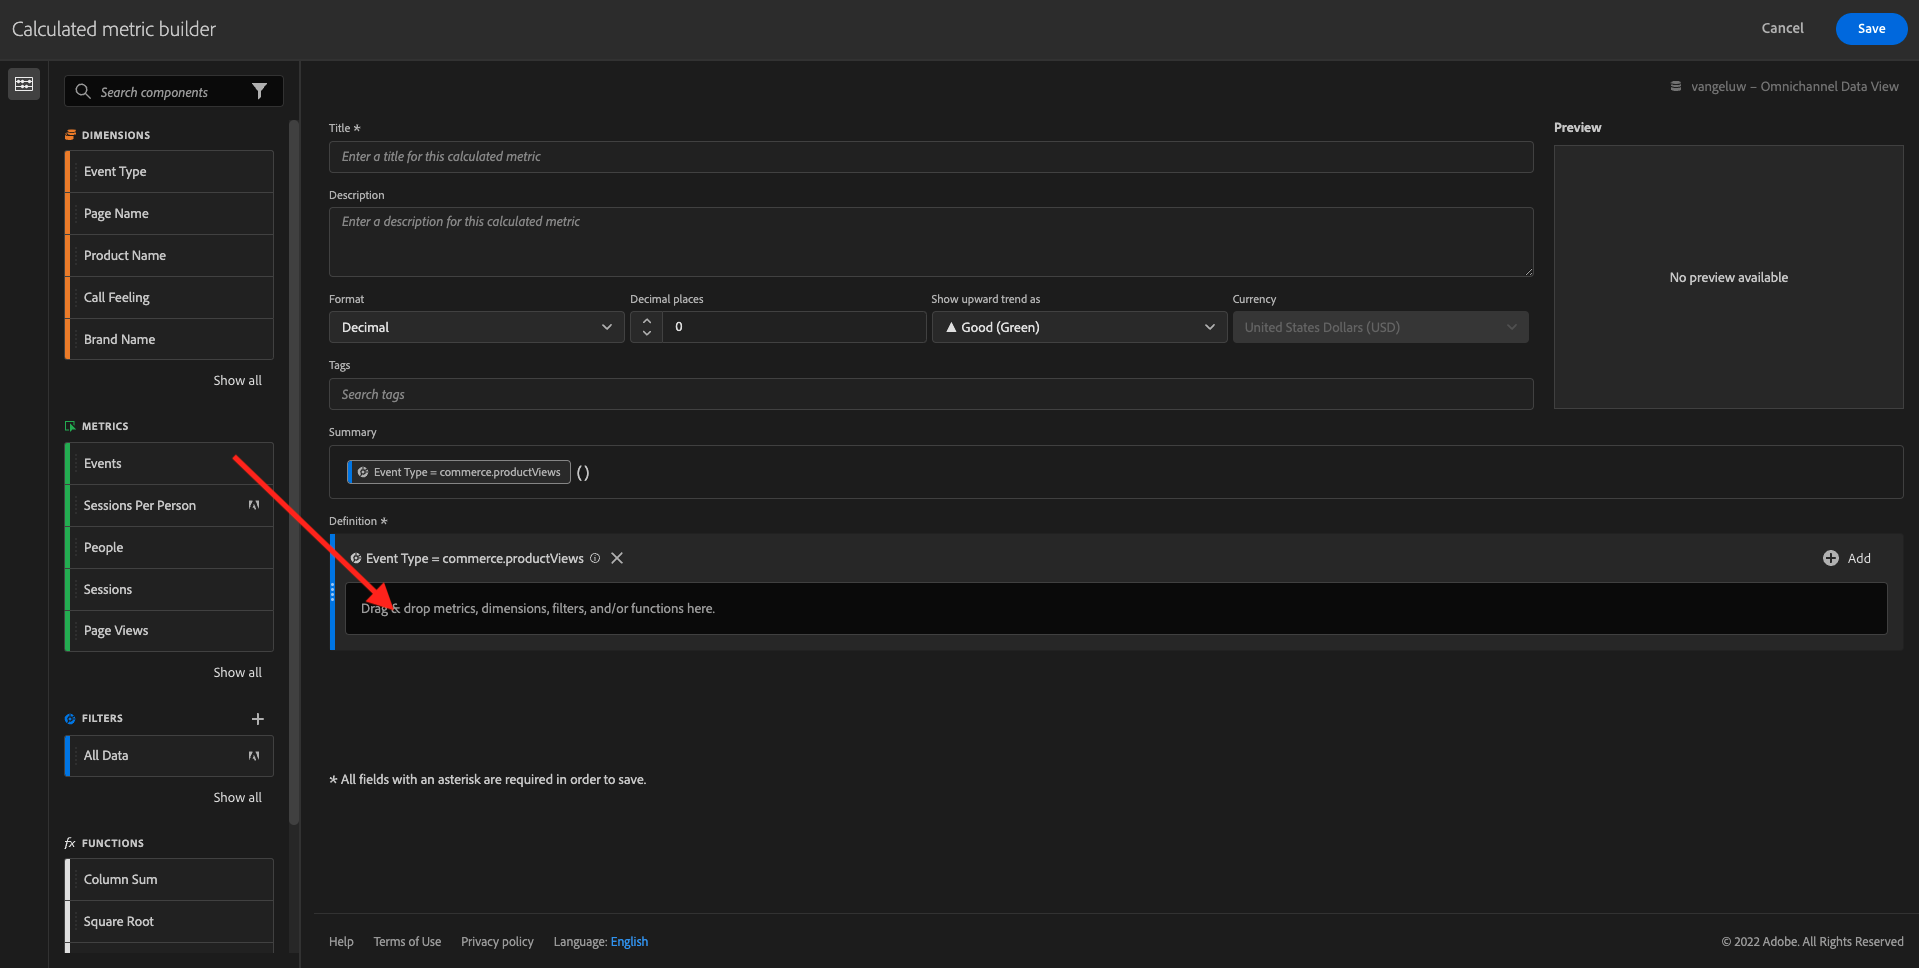 Calculated metric builder
Cancel
Save
Search components
vangeluw – Omnichannel Data View
DIMENSIONS
Event Type
Page Name
Product Name
Call Feeling
Brand Name
Show all
METRICS
Events
Sessions Per Person
People
Sessions
Page Views
Show all
FILTERS
All Data
Show all
fx FUNCTIONS
Column Sum
Square Root
Title *
Enter a title for this calculated metric
Description
Enter a description for this calculated metric
Format
Decimal places
Show upward trend as
Currency
Decimal
0
▲ Good (Green)
United States Dollars (USD)
Tags
Search tags
Summary
Event Type = commerce.productViews ()
Definition *
Event Type = commerce.productViews
Add
Drag & drop metrics, dimensions, filters, and/or functions here.
* All fields with an asterisk are required in order to save.
Preview
No preview available
Help Terms of Use Privacy policy Language: English
© 2022 Adobe. All Rights Reserved